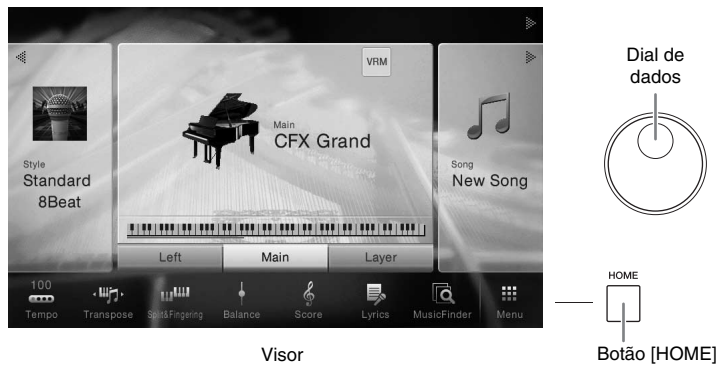 VRM
Main
CFX Grand
Style
Standard
8Beat
Song
New Song
Left
Main
Layer
100
Tempo
Transpose
Split&Fingering
Balance
Score
Lyrics
MusicFinder
Menu
Visor
Dial de
dados
HOME
Botão [HOME]